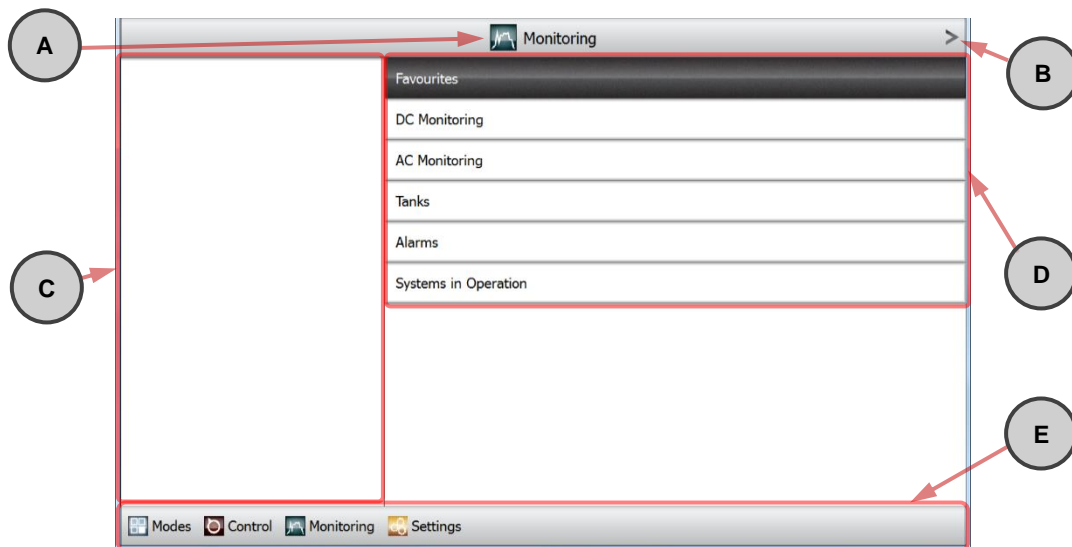 A
Monitoring
>
B
Favourites
DC Monitoring
AC Monitoring
Tanks
Alarms
Systems in Operation
C
D
E
Modes Control Monitoring Settings